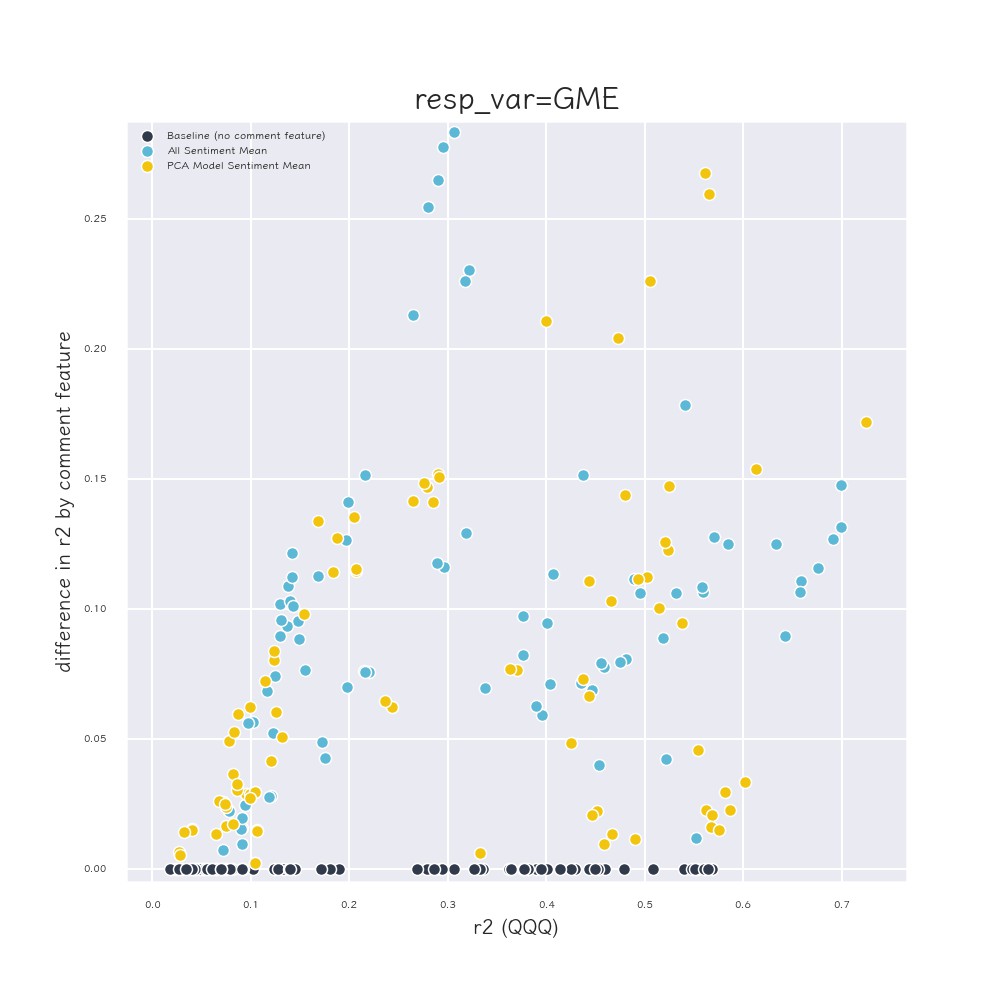 resp_var=GME
Baseline (no comment feature)
All Sentiment Mean
PCA Model Sentiment Mean
difference in r2 by comment feature
0.25
0.20
0.15
0.10
0.05
0.00
0.0 0.1 0.2 0.3 0.4 0.5 0.6 0.7
r2 (QQQ)